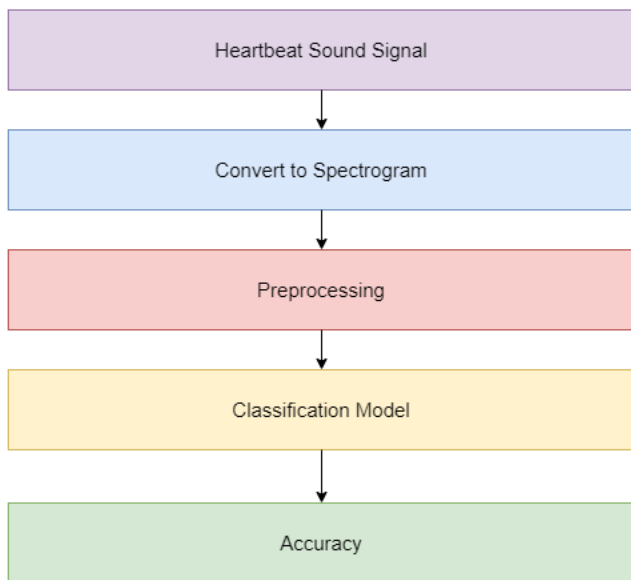 Heartbeat Sound Signal
Convert to Spectrogram
Preprocessing
Classification Model
Accuracy